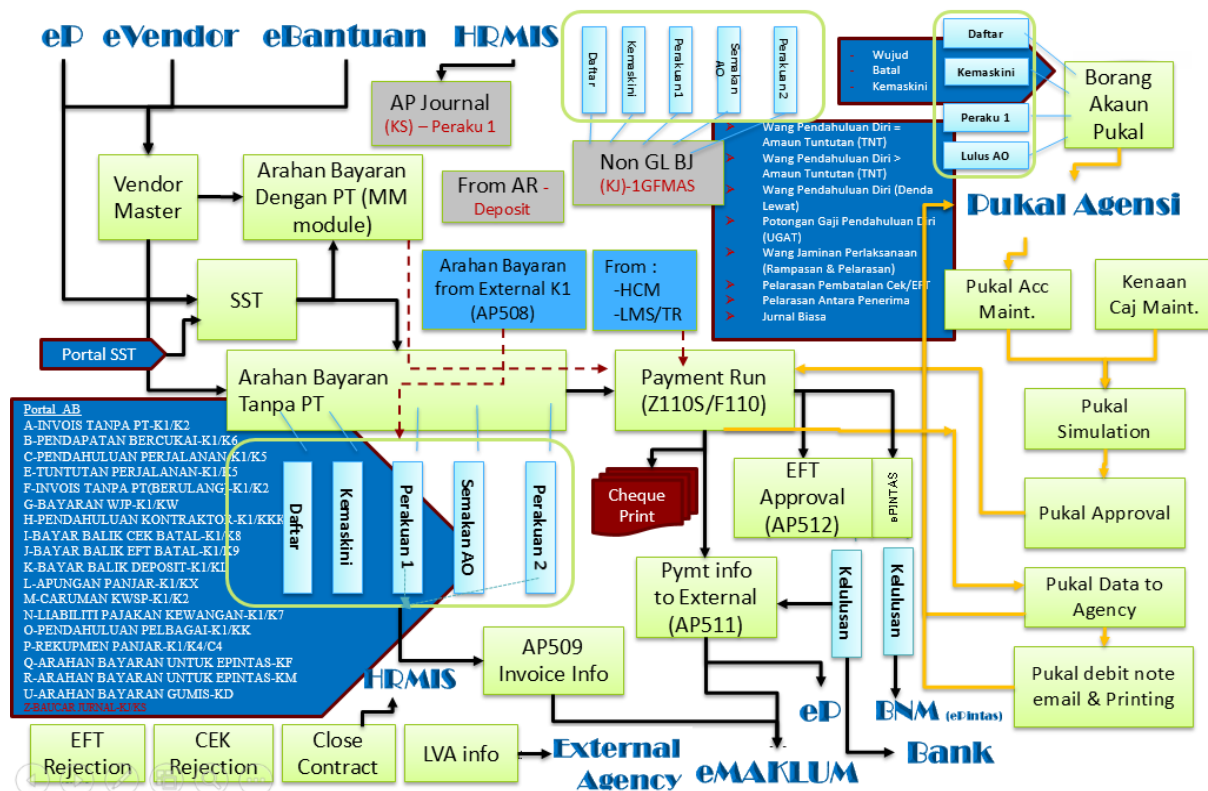 eP eVendor eBantuan HRMIS
AP Journal
(KS) – Peraku 1
Daftar
Kemaskini
Perakuan1
Semakan
AO
Perakuan2
- Wujud
- Batal
- Kemaskini
Daftar
Kemaskini
Peraku 1
Lulus AO
Borang
Akaun
Pukal
Vendor
Master
Arahan Bayaran
Dengan PT (MM
module)
From AR -
Deposit
Non GL BJ
(KJ)-1GFMAS
Wang Pendahuluan Diri =
Amaun Tuntutan (TNT)
Wang Pendahuluan Diri >
Amaun Tuntutan (TNT)
Wang Pendahuluan Diri (Denda
Lewat)
Potongan Gaji Pendahuluan Diri
(UGAT)
Wang Jaminan Perlaksanaan
(Rampasan & Pelarasan)
Pelarasan Pembatalan Cek/EFT
Pelarasan Antara Penerima
Jurnal Biasa
Pukal Agensi
SST
Arahan Bayaran
from External K1
(AP508)
From :
-HCM
-LMS/TR
Pukal Acc
Maint.
Kenaan
Caj Maint.
Portal SST
Arahan Bayaran
Tanpa PT
Payment Run
(Z110S/F110)
Pukal
Simulation
Portal AB
A-INVOIS TANPA PT-K1/K2
B-PENDAPATAN BERCUKAI-K1/K6
C-PENDAHULUAN PERJALANAN-K1/K5
E-TUNTUTAN PERJALANAN-K1/K5
F-INVOIS TANPA PT(BERULANG)-K1/K2
G-BAYARAN WJP-K1/KW
H-PENDAHULUAN KONTRAKTOR-K1/KKK
I-BAYAR BALIK CEK BATAL-K1/K8
J-BAYAR BALIK EFT BATAL-K1/K9
K-BAYAR BALIK DEPOSIT-K1/KD
L-APUNGAN PANJAR-K1/KX
M-CARUMAN KWSP-K1/K2
N-LIABILITI PAJAKAN KEWANGAN-K1/K7
O-PENDAHULUAN PELBAGAI-K1/KK
P-REKUPMEN PANJAR-K1/K4/C4
Q-ARAHAN BAYARAN UNTUK EPINTAS-KF
R-ARAHAN BAYARAN UNTUK EPINTAS-KM
U-ARAHAN BAYARAN GUMIS-KD
Z-BAUCAR JURNAL-KJ/KS
Daftar
Kemaskini
Perakuan 1
Semakan AO
Perakuan 2
Cheque
Print
EFT
Approval
(AP512)
ePINTAS
Pukal Approval
Kelulusan
Kelulusan
Pymt info
to External
(AP511)
Pukal Data to
Agency
AP509
Invoice Info
HRMIS
Pukal debit note
email & Printing
eP
BNM (ePintas)
EFT
Rejection
CEK
Rejection
Close
Contract
LVA info
External
Agency
eMAKLUM
Bank